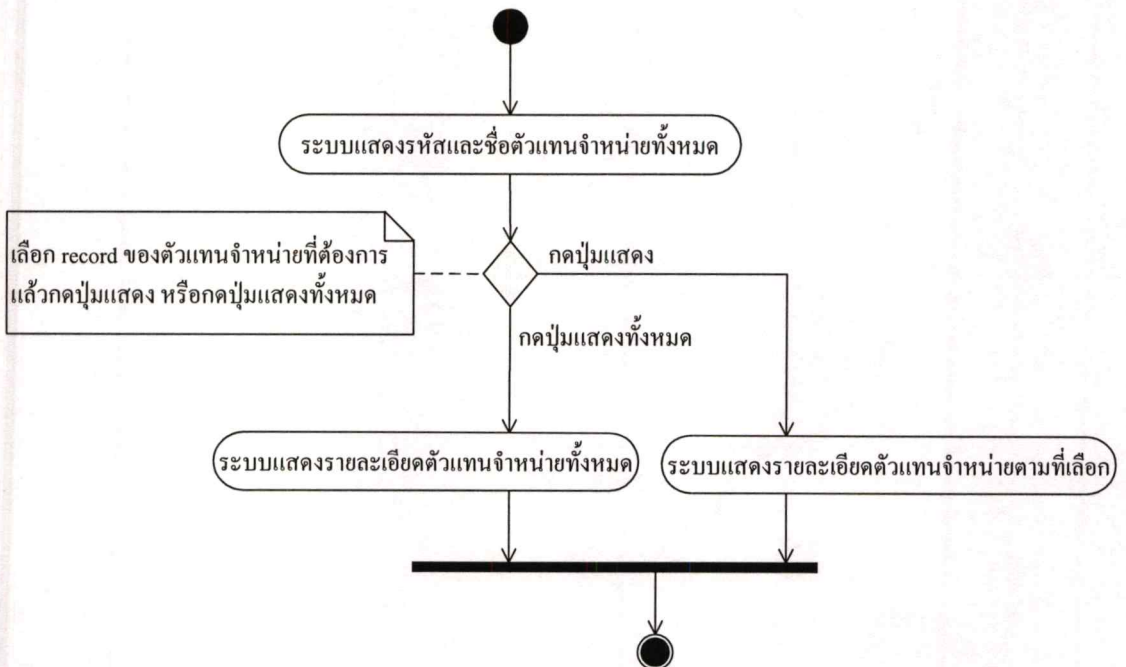 ระบบแสดงรหัสและชื่อตัวแทนจำหน่ายทั้งหมด
เลือก record ของตัวแทนจำหน่ายที่ต้องการ
แล้วกดปุ่มแสดง หรือกดปุ่มแสดงทั้งหมด
กดปุ่มแสดง
กดปุ่มแสดงทั้งหมด
ระบบแสดงรายละเอียดตัวแทนจำหน่ายทั้งหมด
ระบบแสดงรายละเอียดตัวแทนจำหน่ายตามที่เลือก